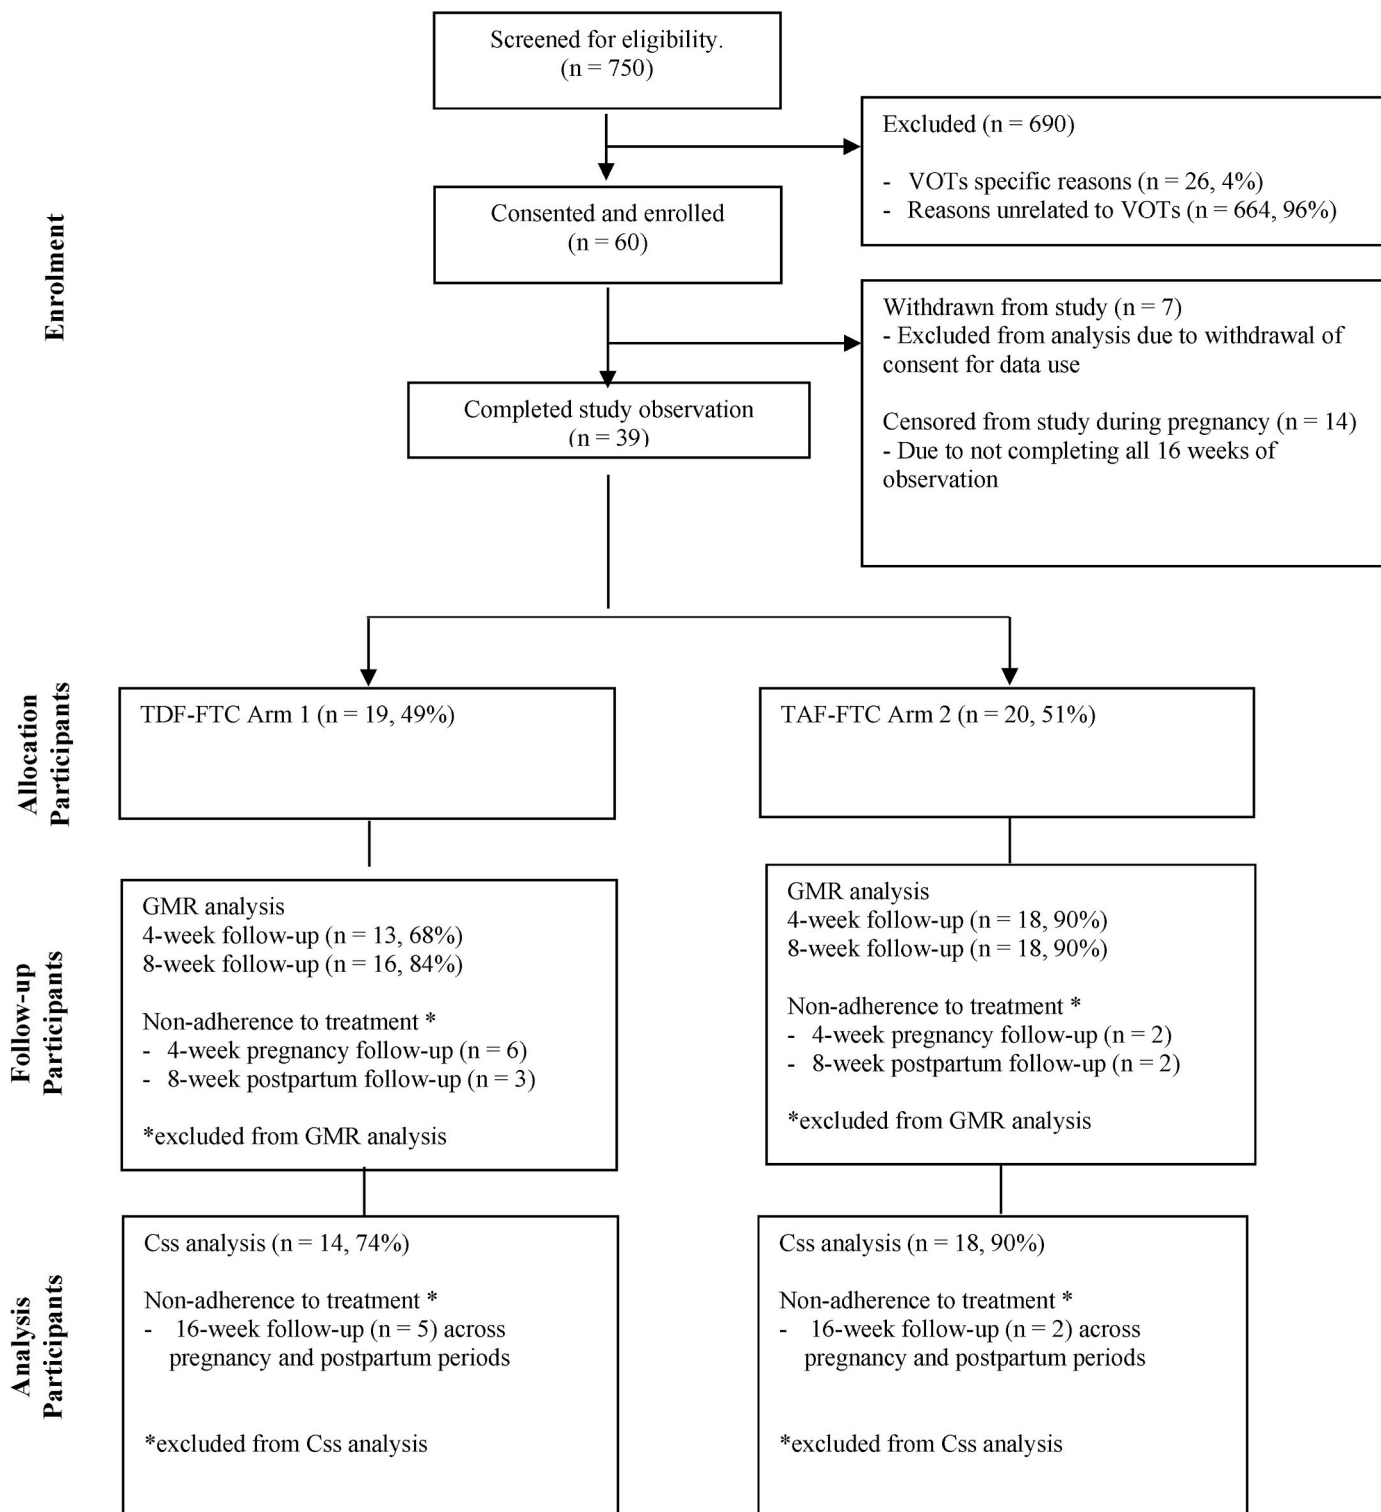 Screened for eligibility.
(n = 750)
Excluded (n = 690)
- VOTs specific reasons (n = 26, 4%)
- Reasons unrelated to VOTs (n = 664, 96%)
Enrolment
Consented and enrolled
(n = 60)
Withdrawn from study (n = 7)
- Excluded from analysis due to withdrawal of
consent for data use
Censored from study during pregnancy (n = 14)
- Due to not completing all 16 weeks of
observation
Completed study observation
(n = 39)
Allocation
Participants
TDF-FTC Arm 1 (n = 19, 49%)
TAF-FTC Arm 2 (n = 20, 51%)
Follow-up
Participants
GMR analysis
4-week follow-up (n = 13, 68%)
8-week follow-up (n = 16, 84%)
Non-adherence to treatment *
- 4-week pregnancy follow-up (n = 6)
- 8-week postpartum follow-up (n = 3)
*excluded from GMR analysis
GMR analysis
4-week follow-up (n = 18, 90%)
8-week follow-up (n = 18, 90%)
Non-adherence to treatment *
- 4-week pregnancy follow-up (n = 2)
- 8-week postpartum follow-up (n = 2)
*excluded from GMR analysis
Analysis
Participants
Css analysis (n = 14, 74%)
Non-adherence to treatment *
- 16-week follow-up (n = 5) across
pregnancy and postpartum periods
*excluded from Css analysis
Css analysis (n = 18, 90%)
Non-adherence to treatment *
- 16-week follow-up (n = 2) across
pregnancy and postpartum periods
*excluded from Css analysis